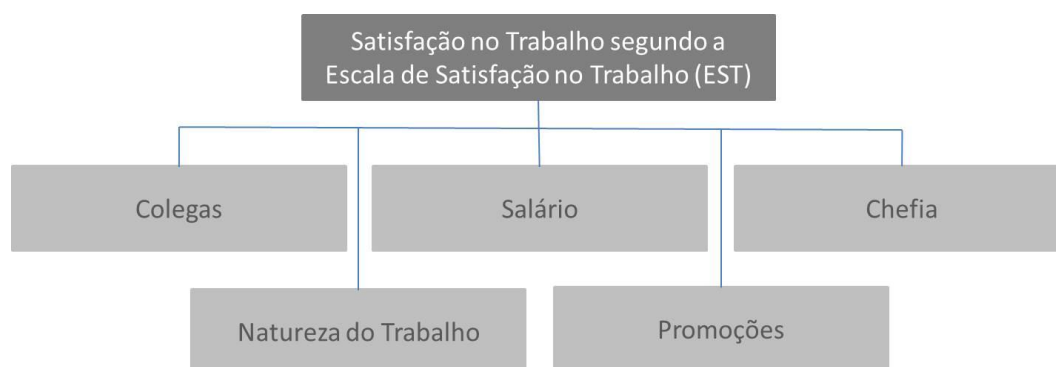 Satisfação no Trabalho segundo a
Escala de Satisfação no Trabalho (EST)
Colegas
Salário
Chefia
Natureza do Trabalho
Promoções